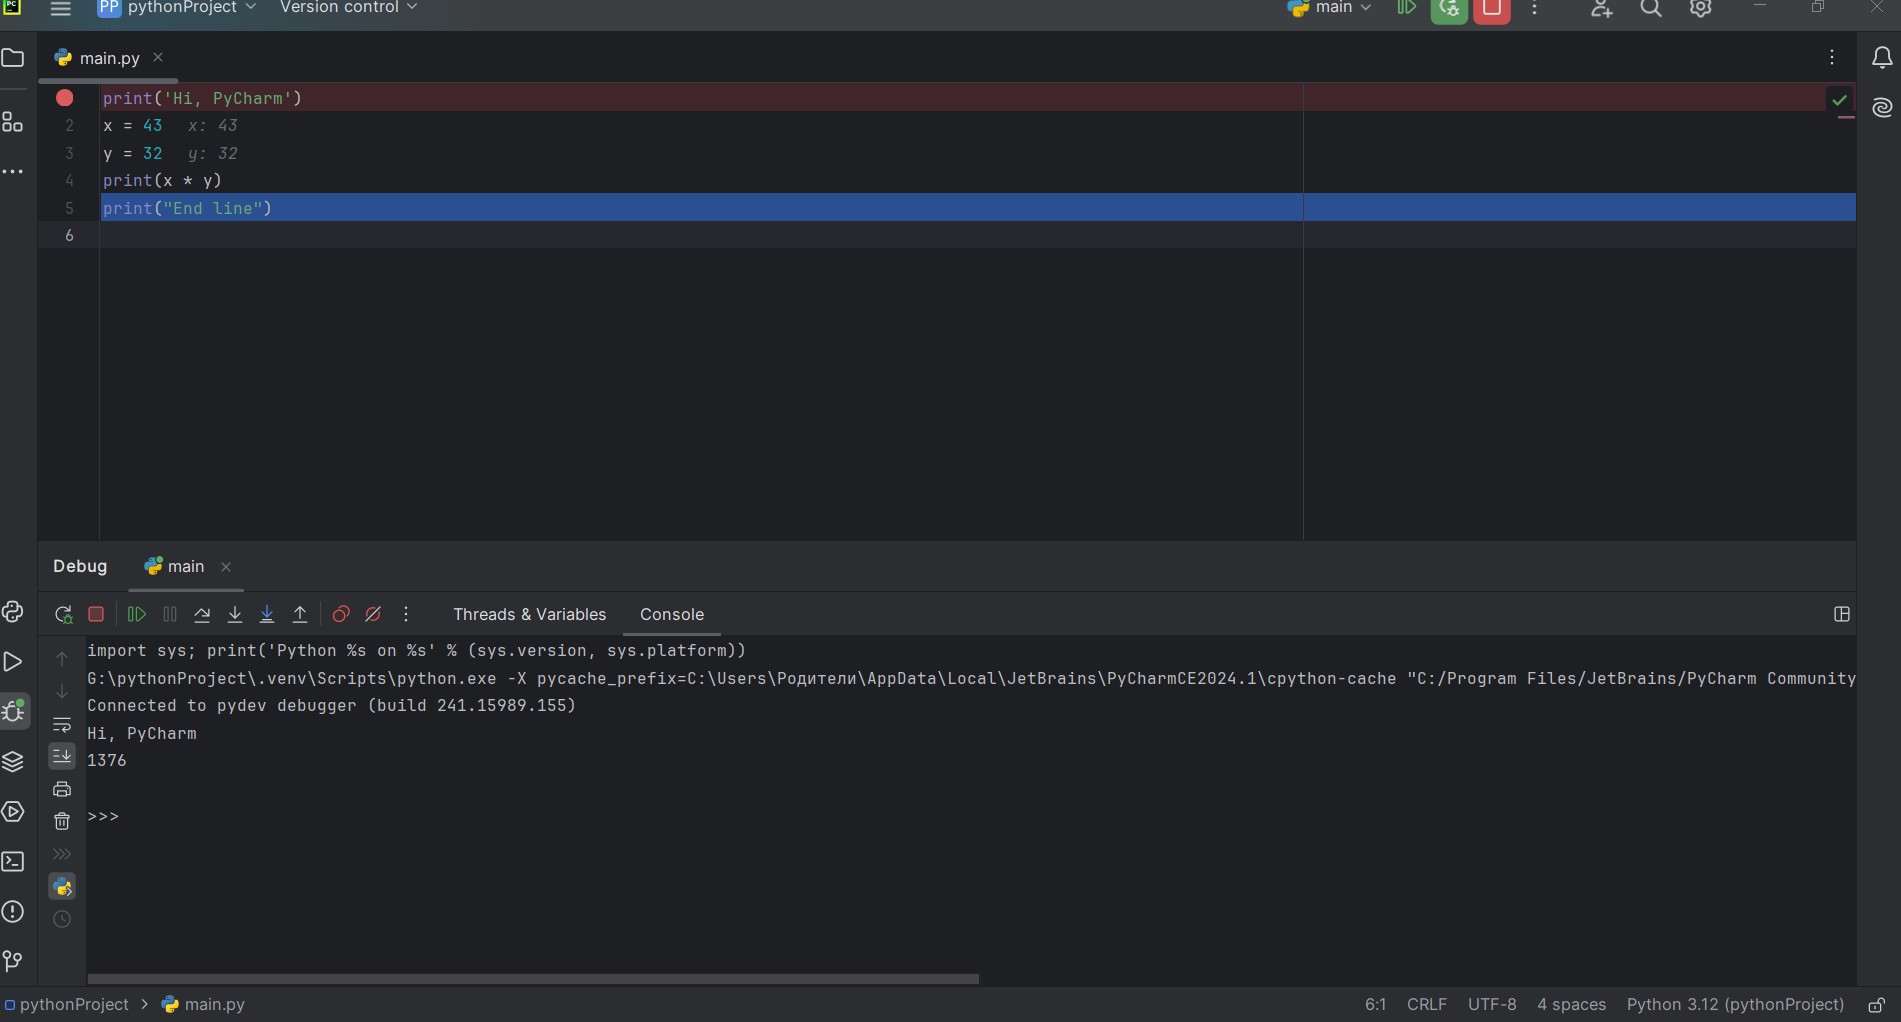 PC PP pythonProject Version control main
main.py
print('Hi, PyCharm')
2 x = 43 x: 43
3 y = 32 y: 32
4 print(x * y)
5 print("End line")
6
Debug main
Threads & Variables Console
import sys; print('Python %s on %s' % (sys.version, sys.platform))
G:\pythonProject\.venv\Scripts\python.exe -X pycache_prefix=C:\Users\Родители\AppData\Local\JetBrains\PyCharmCE2024.1\cpython-cache "C:/Program Files/JetBrains/PyCharm Community
Connected to pydev debugger (build 241.15989.155)
Hi, PyCharm
1376
>>>
pythonProject > main.py 6:1 CRLF UTF-8 4 spaces Python 3.12 (pythonProject)